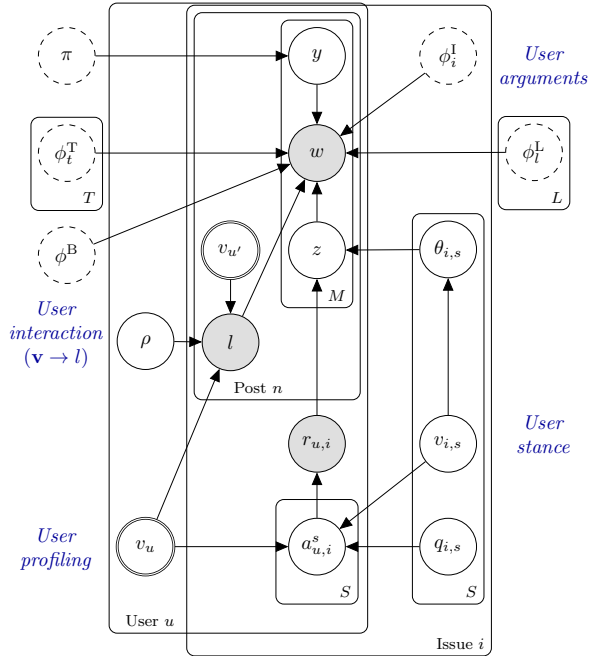 π
y
ϕ_i^I
User
arguments
ϕ_t^T
T
w
ϕ_l^L
L
ϕ^B
v_{u'}
z
M
θ_{i,s}
User
interaction
(v → l)
ρ
l
Post n
r_{u,i}
v_{i,s}
User
stance
User
profiling
v_u
a_{u,i}^s
S
q_{i,s}
S
User u
Issue i